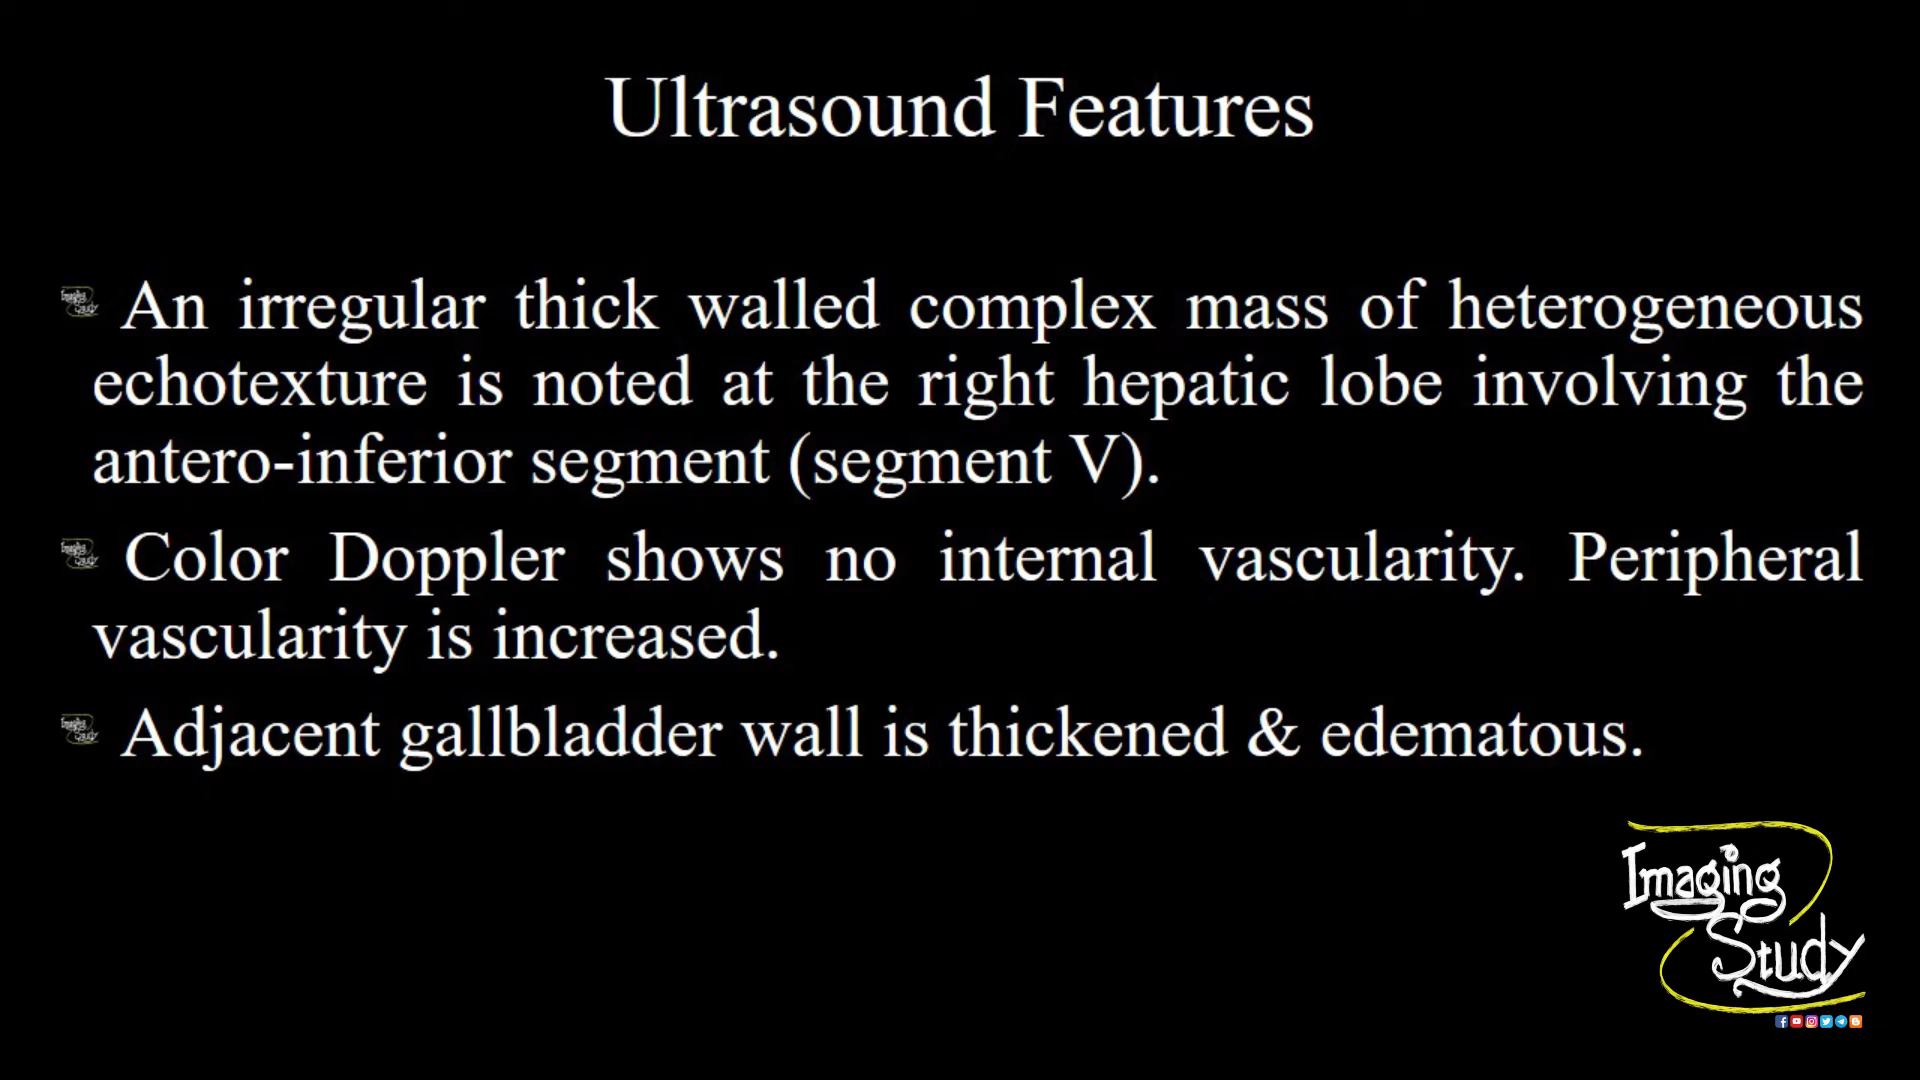 Ultrasound Features
An irregular thick walled complex mass of heterogeneous
echotexture is noted at the right hepatic lobe involving the
antero-inferior segment (segment V).
Color Doppler shows no internal vascularity. Peripheral
vascularity is increased.
Adjacent gallbladder wall is thickened & edematous.
Imaging
Study